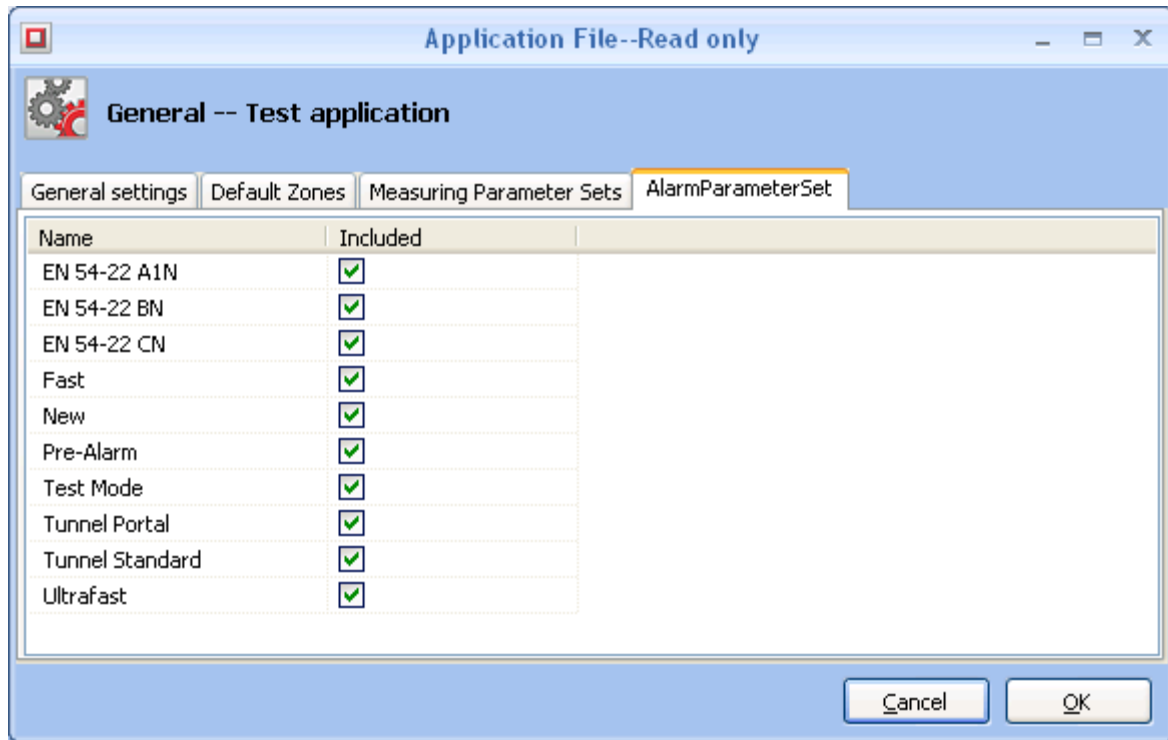 Application File--Read only
General -- Test application
General settings Default Zones Measuring Parameter Sets AlarmParameterSet
Name Included
EN 54-22 A1N
EN 54-22 BN
EN 54-22 CN
Fast
New
Pre-Alarm
Test Mode
Tunnel Portal
Tunnel Standard
Ultrafast
Cancel OK